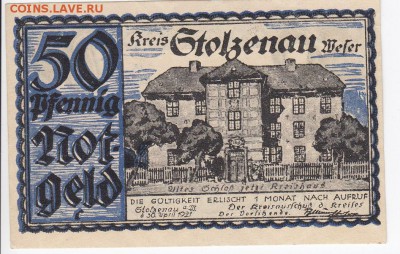 СОINS.LAVE.RU
50
Pfennig
Not-
geld
Kreis Stolzenau Weser
Altes Schloß jetzt Kreishaus
DIE GÜLTIGKEIT ERLISCHT 1 MONAT NACH AUFRUF
Stolzenau a.W.
d. 30. April 1921
Der Kreisausschuß d. Kreises
Der Vorsitzende